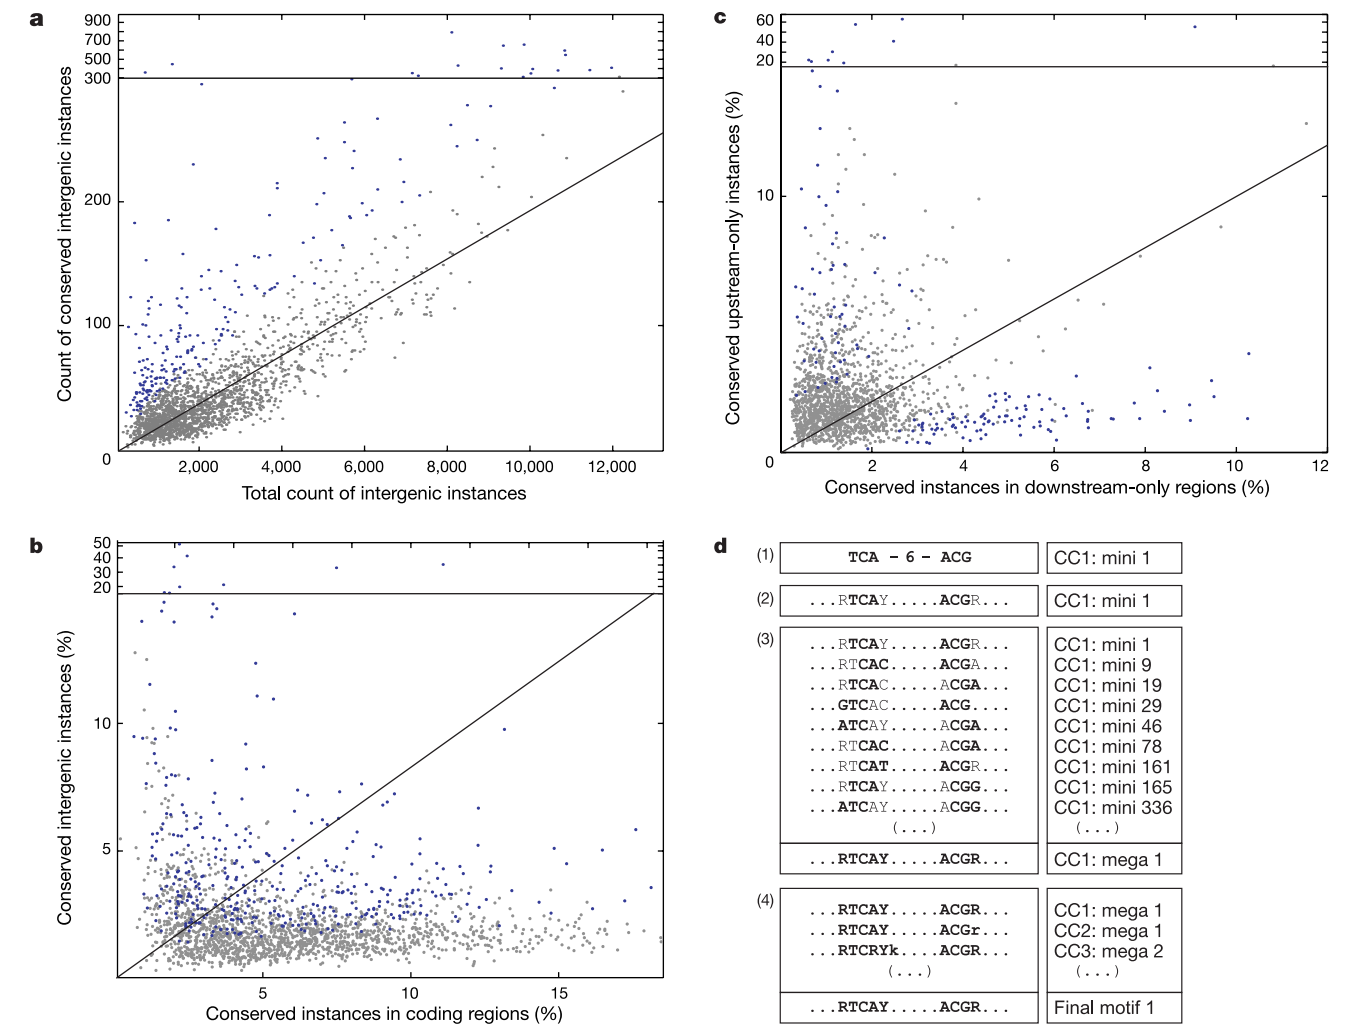 a
900
700
500
300
200
100
0
2,000
4,000
6,000
8,000
10,000
12,000
Count of conserved intergenic instances
Total count of intergenic instances
c
60
40
20
10
0
2
4
6
8
10
12
Conserved upstream-only instances (%)
Conserved instances in downstream-only regions (%)
b
50
40
30
20
10
5
5
10
15
Conserved intergenic instances (%)
Conserved instances in coding regions (%)
d
(1) TCA - 6 - ACG CC1: mini 1
(2) ...RTCAY.....ACGR... CC1: mini 1
(3) ...RTCAY.....ACGR... CC1: mini 1
...RTCAC.....ACGA... CC1: mini 9
...RTCAC.....ACGA... CC1: mini 19
...GTCAC.....ACG.... CC1: mini 29
...ATCAY.....ACGA... CC1: mini 46
...RTCAC.....ACGA... CC1: mini 78
...RTCAT.....ACGR... CC1: mini 161
...RTCAY.....ACGG... CC1: mini 165
...ATCAY.....ACGG... CC1: mini 336
(...) (...)
...RTCAY.....ACGR... CC1: mega 1
(4) ...RTCAY.....ACGR... CC1: mega 1
...RTCAY.....ACGr... CC2: mega 1
...RTCRYk....ACGR... CC3: mega 2
(...) (...)
...RTCAY.....ACGR... Final motif 1